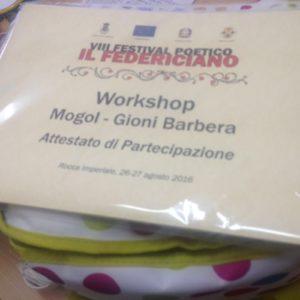 VIII FESTIVAL POETICO
IL FEDERICIANO
Workshop
Mogol - Gioni Barbera
Attestato di Partecipazione
Rocca Imperiale, 26-27 agosto 2016